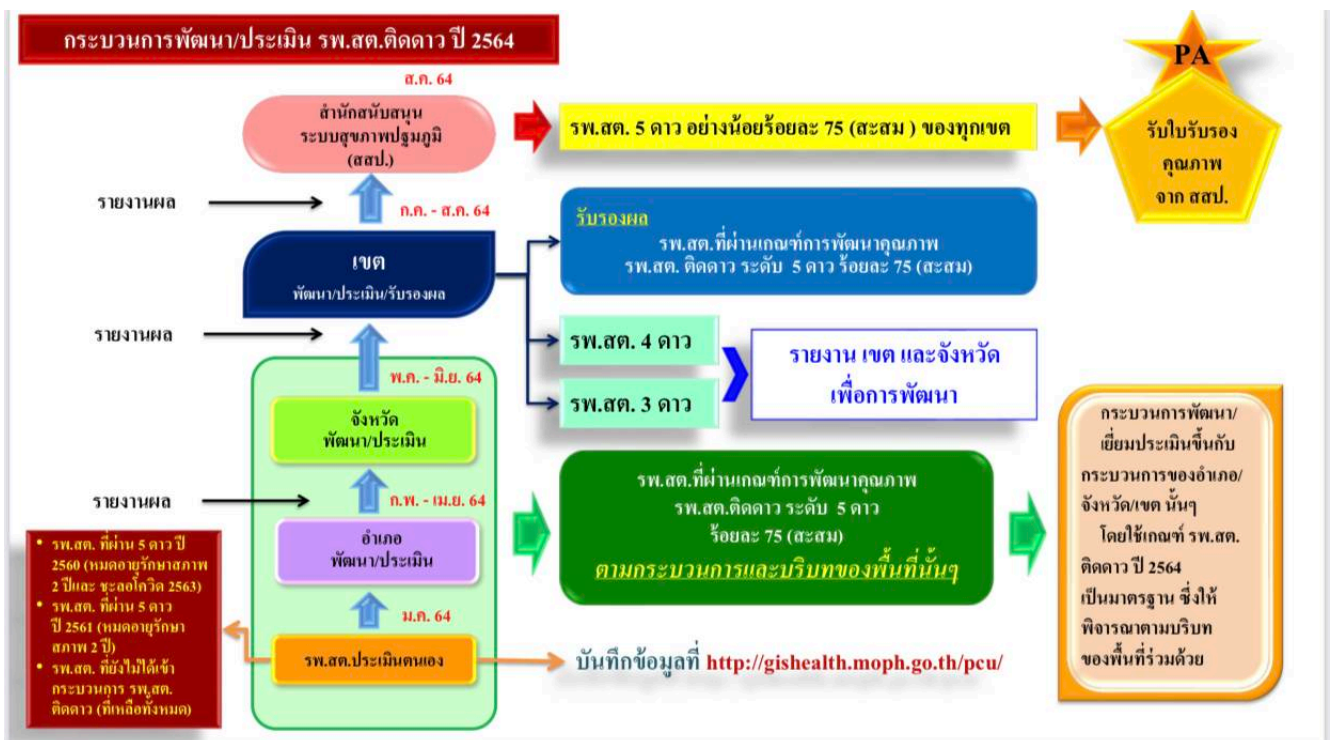 กระบวนการพัฒนา/ประเมิน รพ.สต.ติดดาว ปี 2564
ส.ค. 64
สำนักสนับสนุน
ระบบสุขภาพปฐมภูมิ
(สสป.)
รพ.สต. 5 ดาว อย่างน้อยร้อยละ 75 (สะสม ) ของทุกเขต
PA
รับใบรับรอง
คุณภาพ
จาก สสป.
รายงานผล
ก.ค. - ส.ค. 64
เขต
พัฒนา/ประเมิน/รับรองผล
รับรองผล
รพ.สต.ที่ผ่านเกณฑ์การพัฒนาคุณภาพ
รพ.สต. ติดดาว ระดับ 5 ดาว ร้อยละ 75 (สะสม)
รายงานผล
รพ.สต. 4 ดาว
รพ.สต. 3 ดาว
รายงาน เขต และจังหวัด
เพื่อการพัฒนา
พ.ค. - มิ.ย. 64
จังหวัด
พัฒนา/ประเมิน
รายงานผล
ก.พ. - เม.ย. 64
อำเภอ
พัฒนา/ประเมิน
รพ.สต.ที่ผ่านเกณฑ์การพัฒนาคุณภาพ
รพ.สต.ติดดาว ระดับ 5 ดาว
ร้อยละ 75 (สะสม)
ตามกระบวนการและบริบทของพื้นที่นั้นๆ
กระบวนการพัฒนา/
เยี่ยมประเมินขึ้นกับ
กระบวนการของอำเภอ/
จังหวัด/เขต นั้นๆ
โดยใช้เกณฑ์ รพ.สต.
ติดดาว ปี 2564
เป็นมาตรฐาน ซึ่งให้
พิจารณาตามบริบท
ของพื้นที่ร่วมด้วย
ม.ค. 64
รพ.สต.ประเมินตนเอง
บันทึกข้อมูลที่ http://gishealth.moph.go.th/pcu/
• รพ.สต. ที่ผ่าน 5 ดาว ปี
2560 (หมดอายุรักษาสภาพ
2 ปีและ ชะลอโควิด 2563)
• รพ.สต. ที่ผ่าน 5 ดาว
ปี 2561 (หมดอายุรักษา
สภาพ 2 ปี)
• รพ.สต. ที่ยังไม่ได้เข้า
กระบวนการ รพ.สต.
ติดดาว (ที่เหลือทั้งหมด)